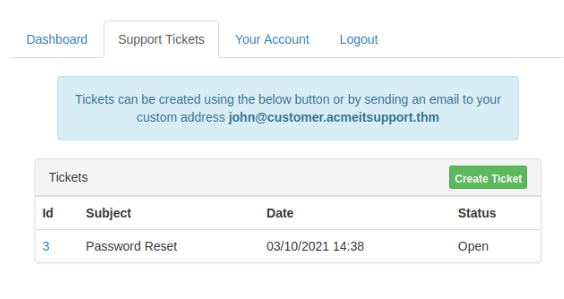 Dashboard Support Tickets Your Account Logout
Tickets can be created using the below button or by sending an email to your
custom address john@customer.acmeitsupport.thm
Tickets Create Ticket
Id Subject Date Status
3 Password Reset 03/10/2021 14:38 Open